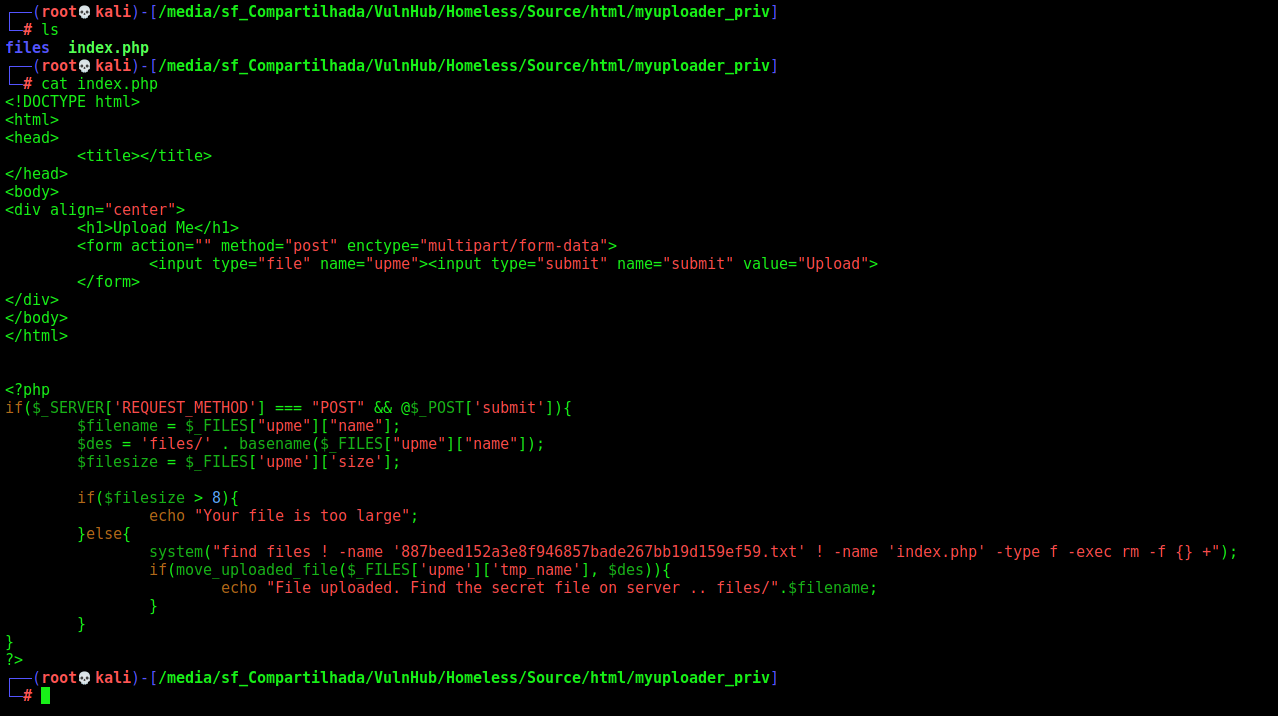 ┌──(root💀kali)-[/media/sf_Compartilhada/VulnHub/Homeless/Source/html/myuploader_priv]
└─# ls
files  index.php
┌──(root💀kali)-[/media/sf_Compartilhada/VulnHub/Homeless/Source/html/myuploader_priv]
└─# cat index.php
<!DOCTYPE html>
<html>
<head>
        <title></title>
</head>
<body>
<div align="center">
        <h1>Upload Me</h1>
        <form action="" method="post" enctype="multipart/form-data">
                <input type="file" name="upme"><input type="submit" name="submit" value="Upload">
        </form>
</div>
</body>
</html>


<?php
if($_SERVER['REQUEST_METHOD'] === "POST" && @$_POST['submit']){
        $filename = $_FILES["upme"]["name"];
        $des = 'files/' . basename($_FILES["upme"]["name"]);
        $filesize = $_FILES['upme']['size'];

        if($filesize > 8){
                echo "Your file is too large";
        }else{
                system("find files ! -name '887beed152a3e8f946857bade267bb19d159ef59.txt' ! -name 'index.php' -type f -exec rm -f {} +");
                if(move_uploaded_file($_FILES['upme']['tmp_name'], $des)){
                        echo "File uploaded. Find the secret file on server .. files/".$filename;
                }
        }
}
?>
┌──(root💀kali)-[/media/sf_Compartilhada/VulnHub/Homeless/Source/html/myuploader_priv]
└─#